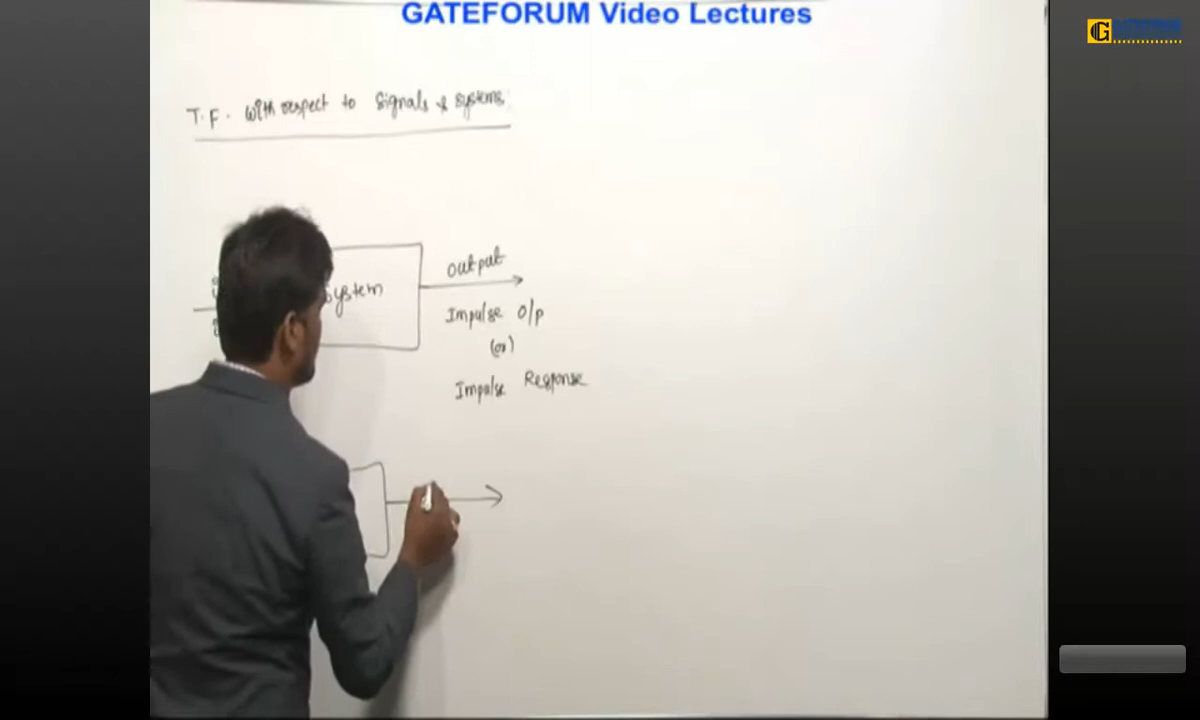 GATEFORUM Video Lectures
T.F. With respect to Signals & Systems:
output
System
Impulse O/p
(or)
Impulse Response